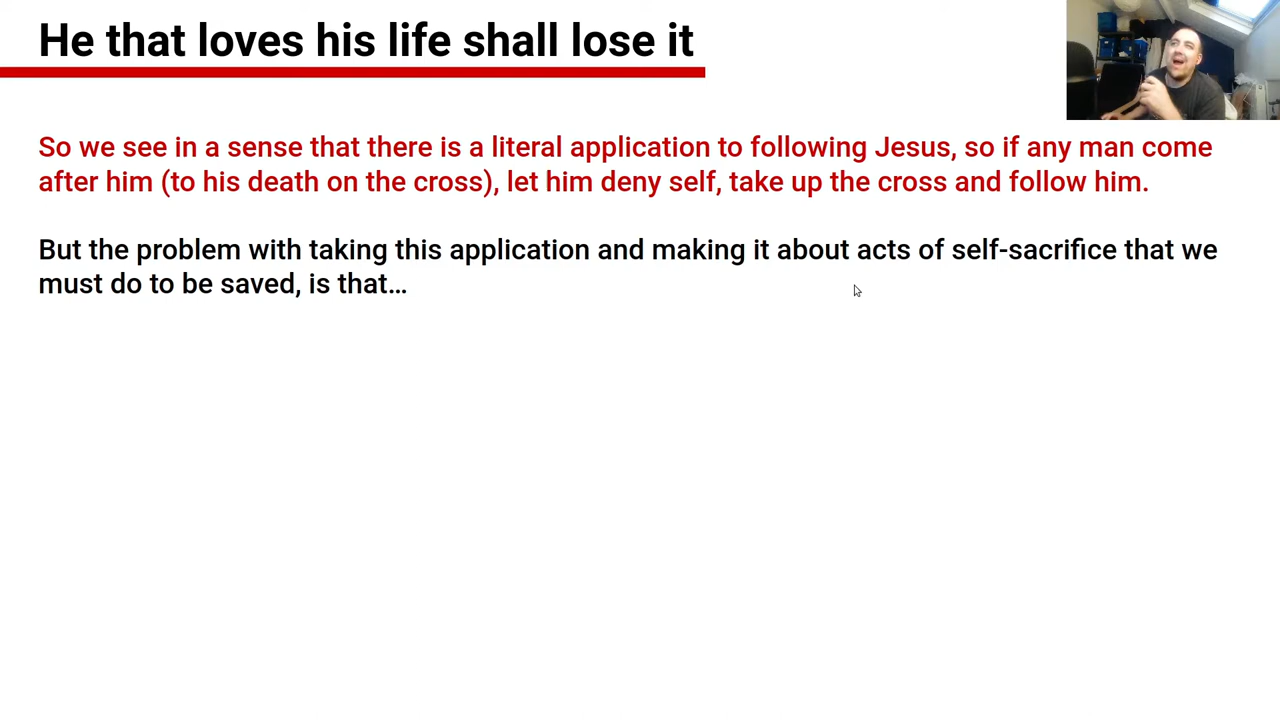 He that loves his life shall lose it
So we see in a sense that there is a literal application to following Jesus, so if any man come
after him (to his death on the cross), let him deny self, take up the cross and follow him.
But the problem with taking this application and making it about acts of self-sacrifice that we
must do to be saved, is that…